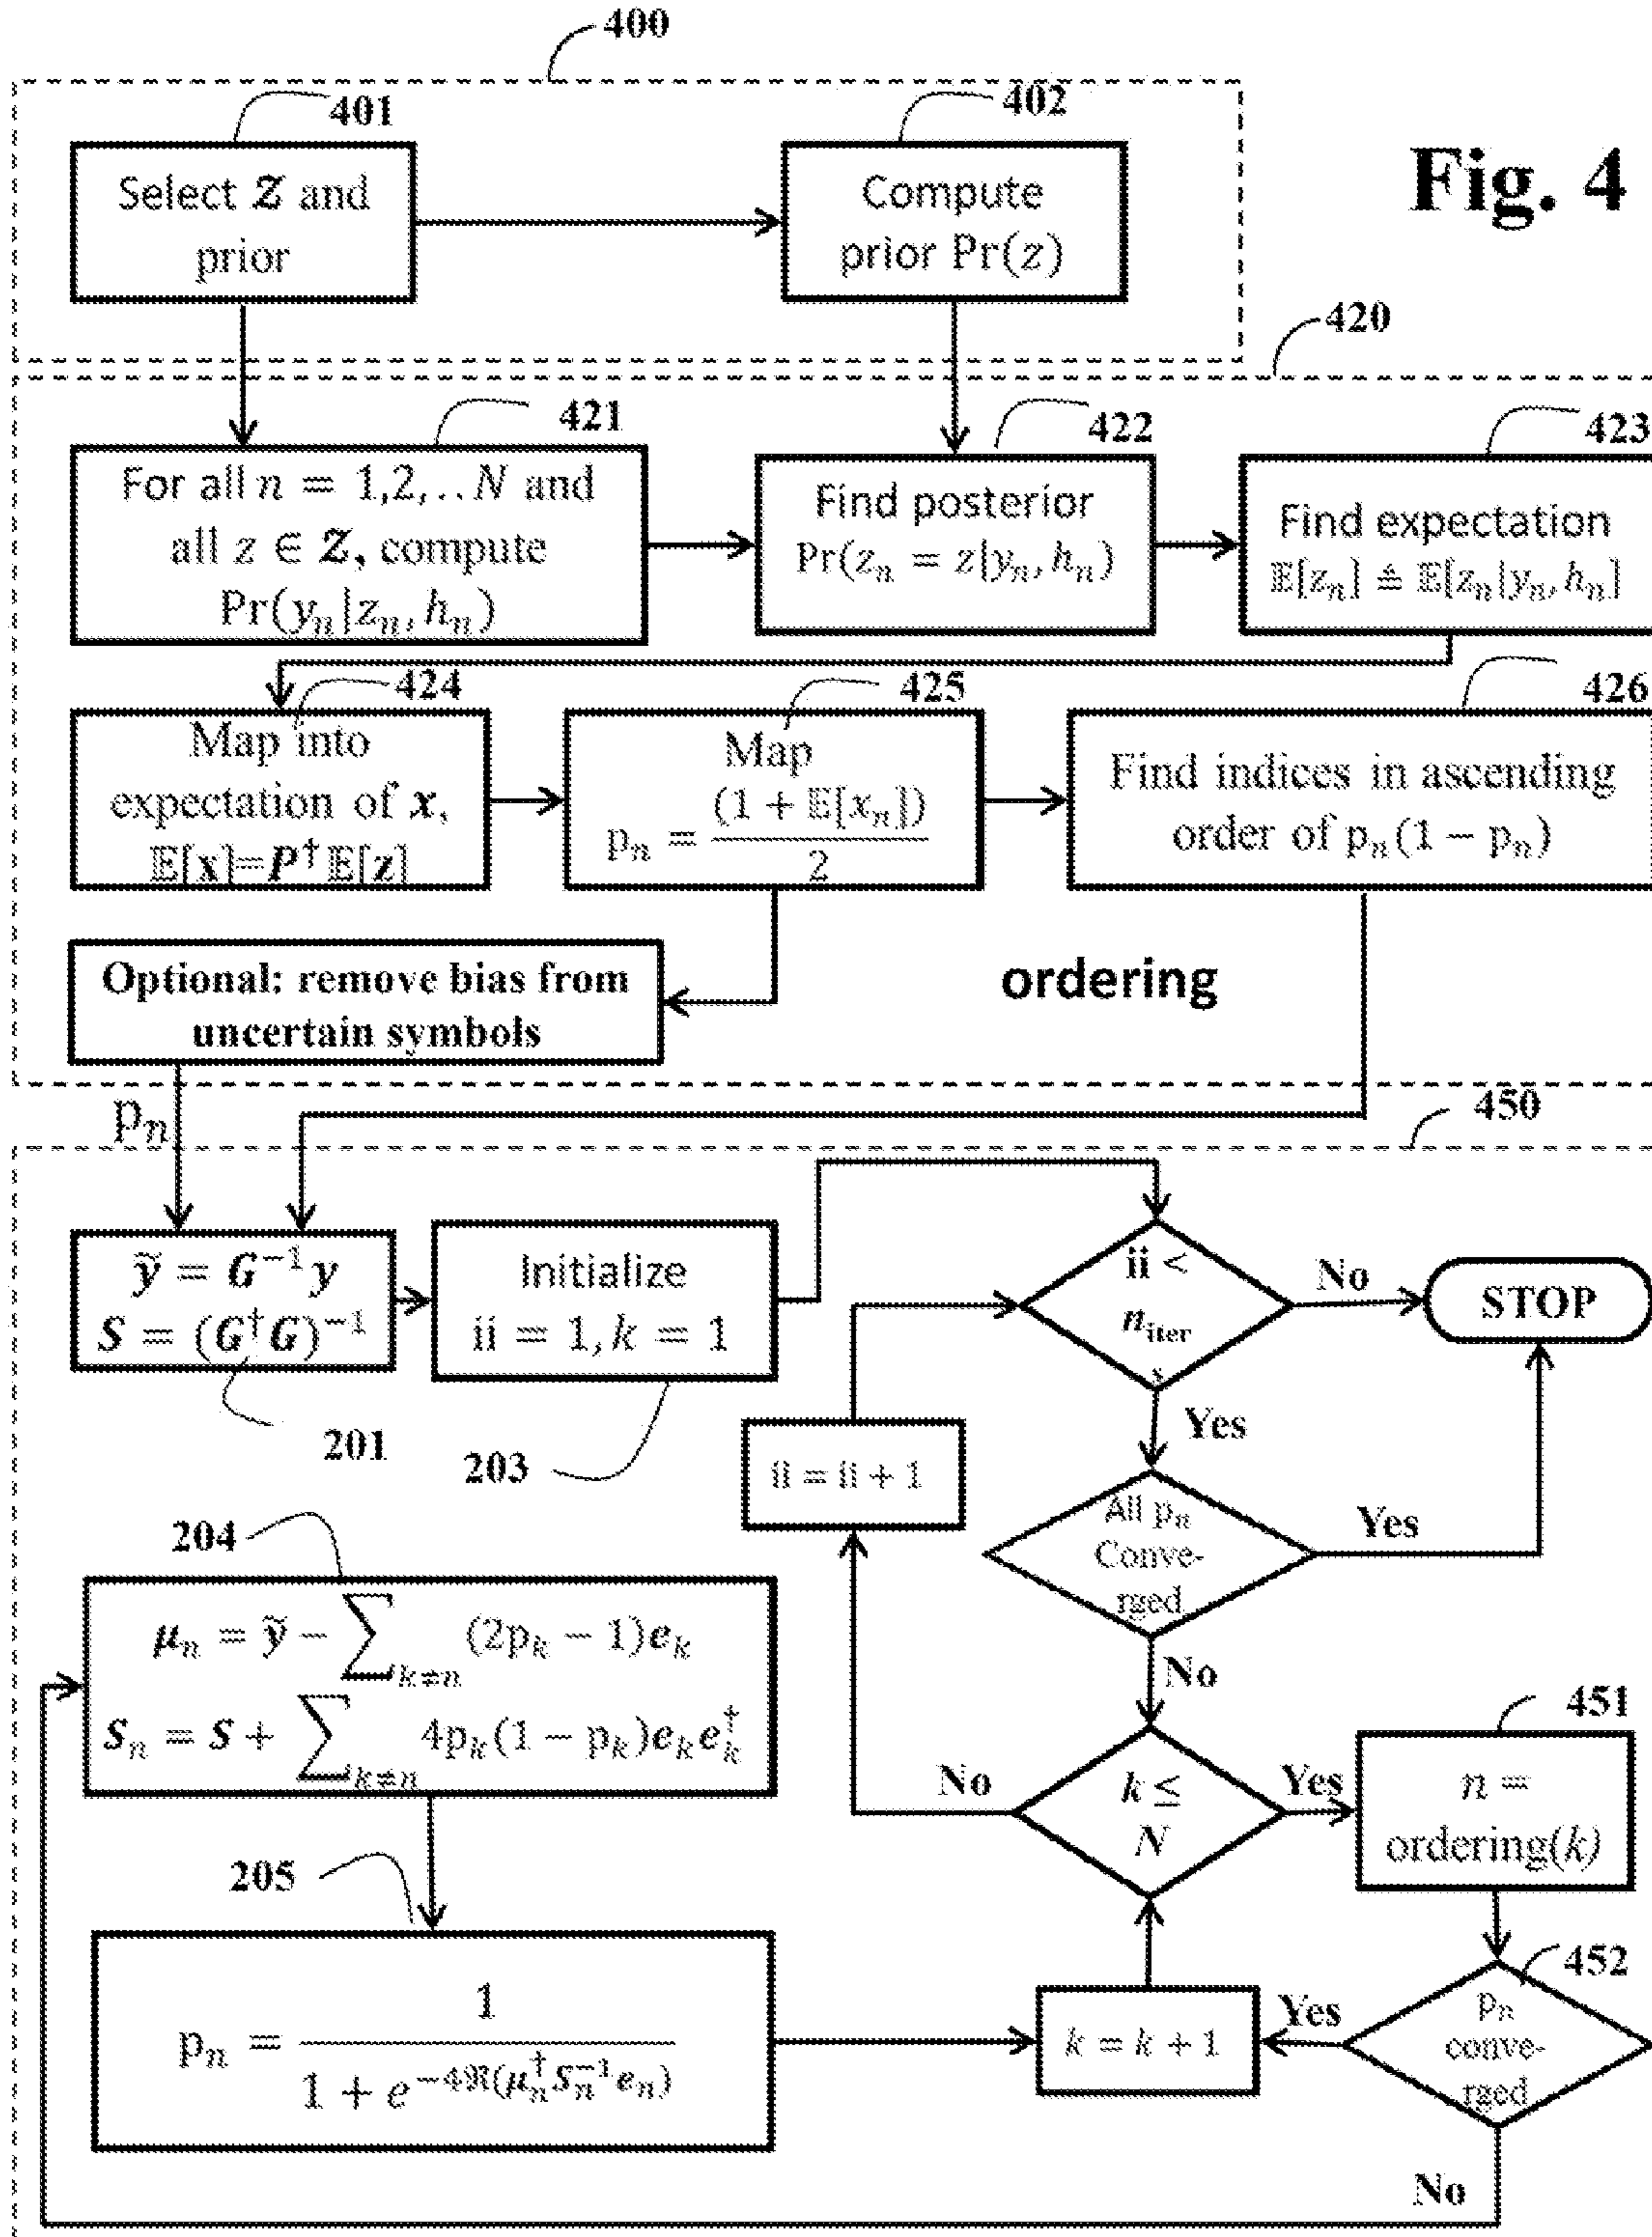 400
401
402
Fig. 4
Select 𝒁 and
prior
Compute
prior Pr(z)
420
421
422
423
For all n = 1,2,..N and
all z ∈ 𝒁, compute
Pr(yₙ|zₙ, hₙ)
Find posterior
Pr(zₙ = z|yₙ, hₙ)
Find expectation
𝔼[zₙ] ≜ 𝔼[zₙ|yₙ, hₙ]
424
425
426
Map into
expectation of x,
𝔼[x]=P†𝔼[z]
Map
pₙ = (1 + 𝔼[xₙ]) / 2
Find indices in ascending
order of pₙ(1 − pₙ)
Optional: remove bias from
uncertain symbols
ordering
pₙ
450
ỹ = G⁻¹y
S = (G†G)⁻¹
201
Initialize
ii = 1, k = 1
203
ii <
n_iter
s
No
STOP
Yes
ii = ii + 1
All pₙ
Conve-
rged
Yes
No
204
μₙ = ỹ − ∑_{k≠n} (2pₖ − 1)eₖ
Sₙ = S + ∑_{k≠n} 4pₖ(1 − pₖ)eₖeₖ†
No
k ≤
N
Yes
451
n =
ordering(k)
205
pₙ = 1 / (1 + e^{−4ℜ(μₙ†Sₙ⁻¹eₙ)})
k = k + 1
Yes
452
pₙ
conve-
rged
No